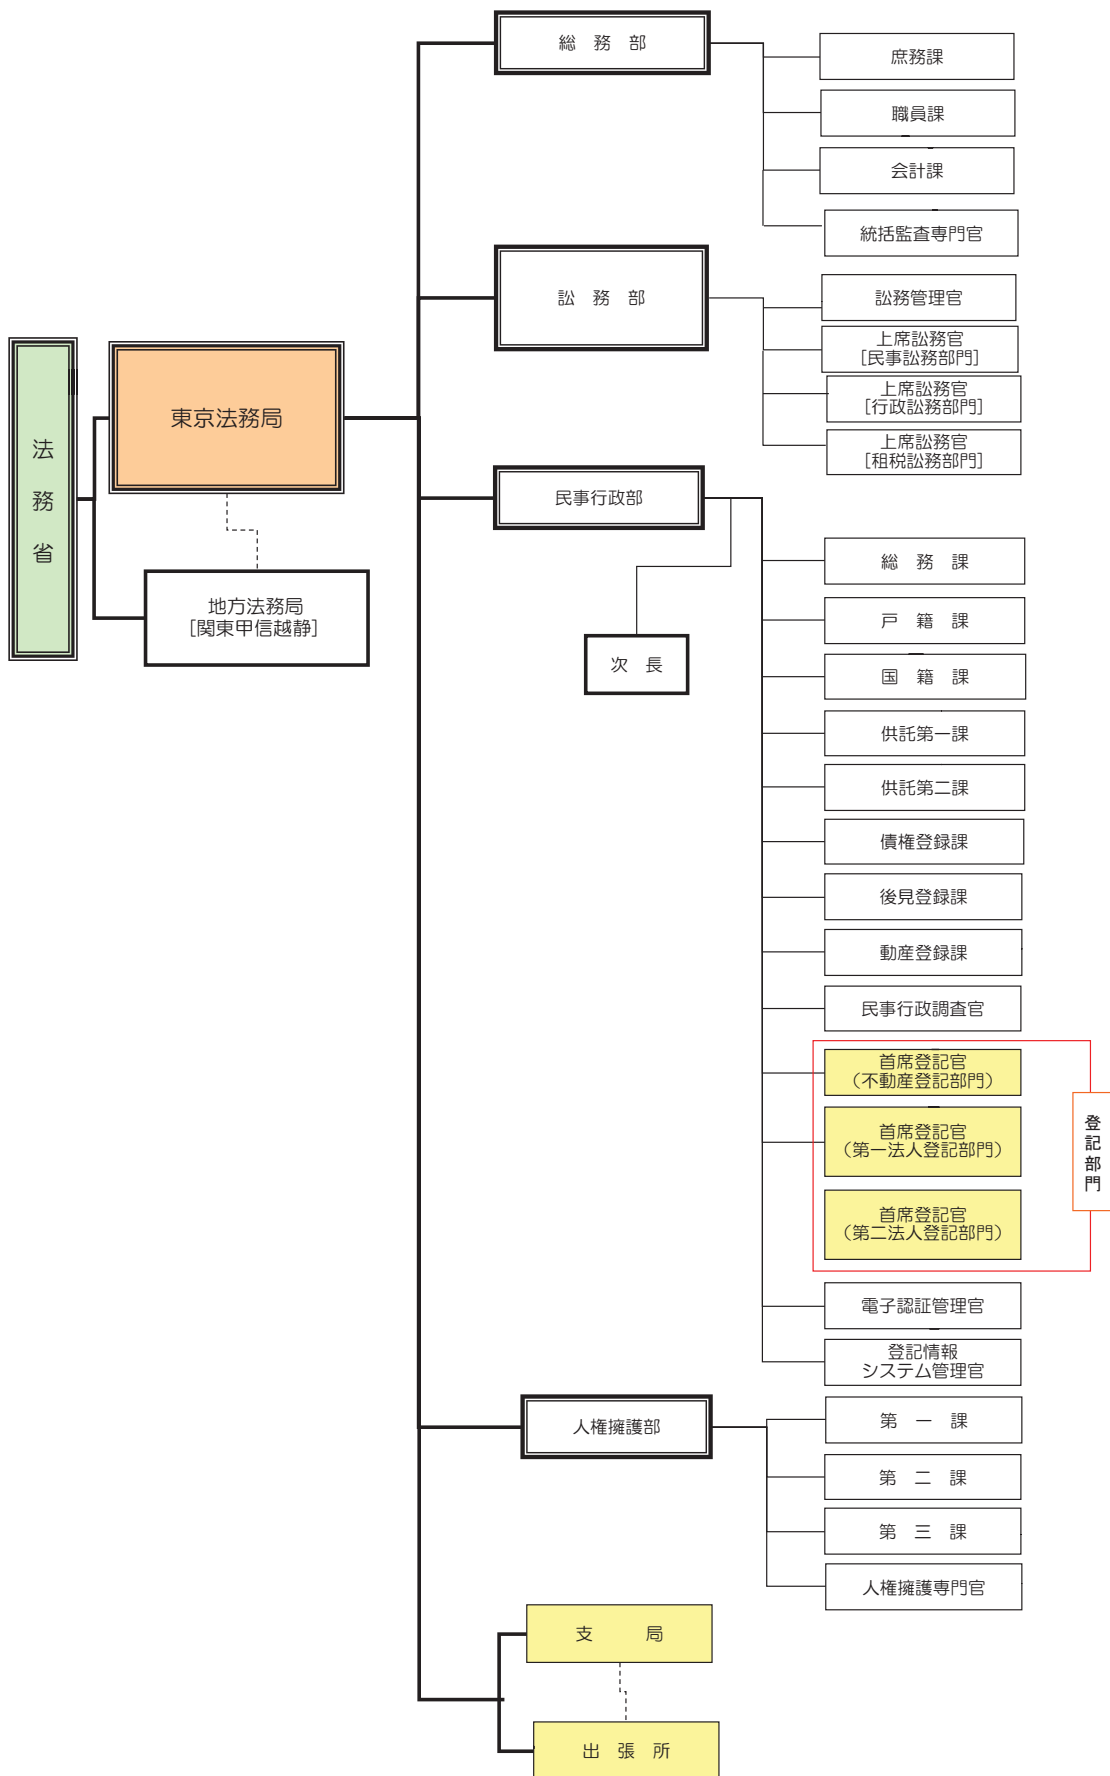 法務省
東京法務局
地方法務局
[関東甲信越静]
総務部
庶務課
職員課
会計課
統括監査専門官
訟務部
訟務管理官
上席訟務官
[民事訟務部門]
上席訟務官
[行政訟務部門]
上席訟務官
[租税訟務部門]
民事行政部
次長
総務課
戸籍課
国籍課
供託第一課
供託第二課
債権登録課
後見登録課
動産登録課
民事行政調査官
首席登記官
（不動産登記部門）
首席登記官
（第一法人登記部門）
首席登記官
（第二法人登記部門）
登記部門
電子認証管理官
登記情報
システム管理官
人権擁護部
第一課
第二課
第三課
人権擁護専門官
支局
出張所